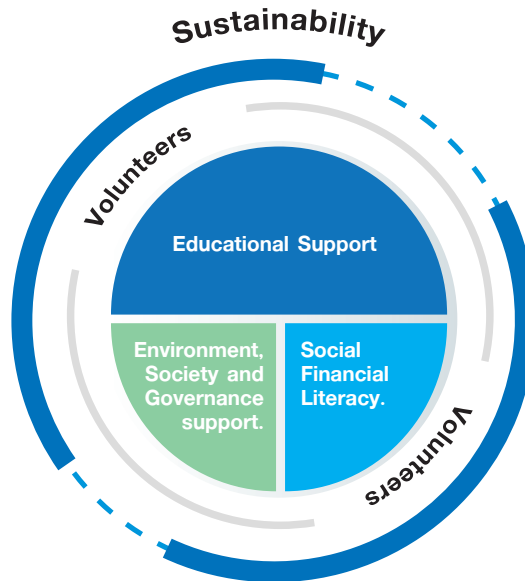 Sustainability
Volunteers
Educational Support
Environment,
Society and
Governance
support.
Social
Financial
Literacy.
Volunteers